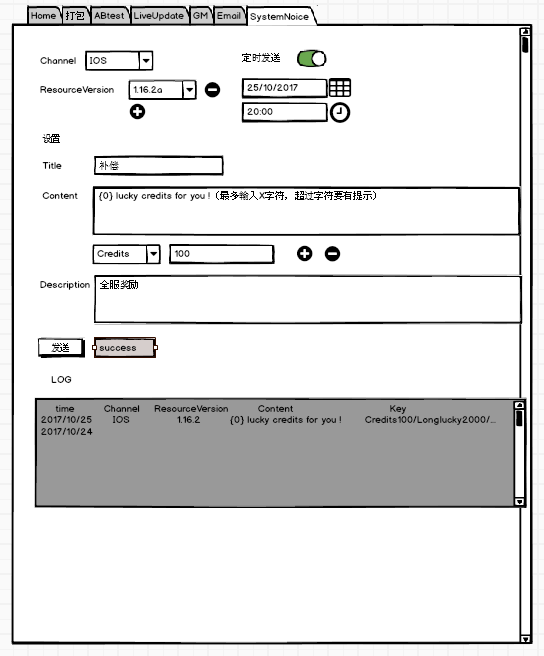 Home 打包 ABtest LiveUpdate GM Email SystemNoice
Channel IOS 定时发送
ResourceVersion 1.16.2a 25/10/2017
20:00
设置
Title 补偿
Content {0} lucky credits for you !（最多输入X字符，超过字符要有提示）
Credits 100
Description 全服奖励
发送 success
LOG
time Channel ResourceVersion Content Key
2017/10/25 IOS 1.16.2 {0} lucky credits for you ! Credits100/Longlucky2000/...
2017/10/24